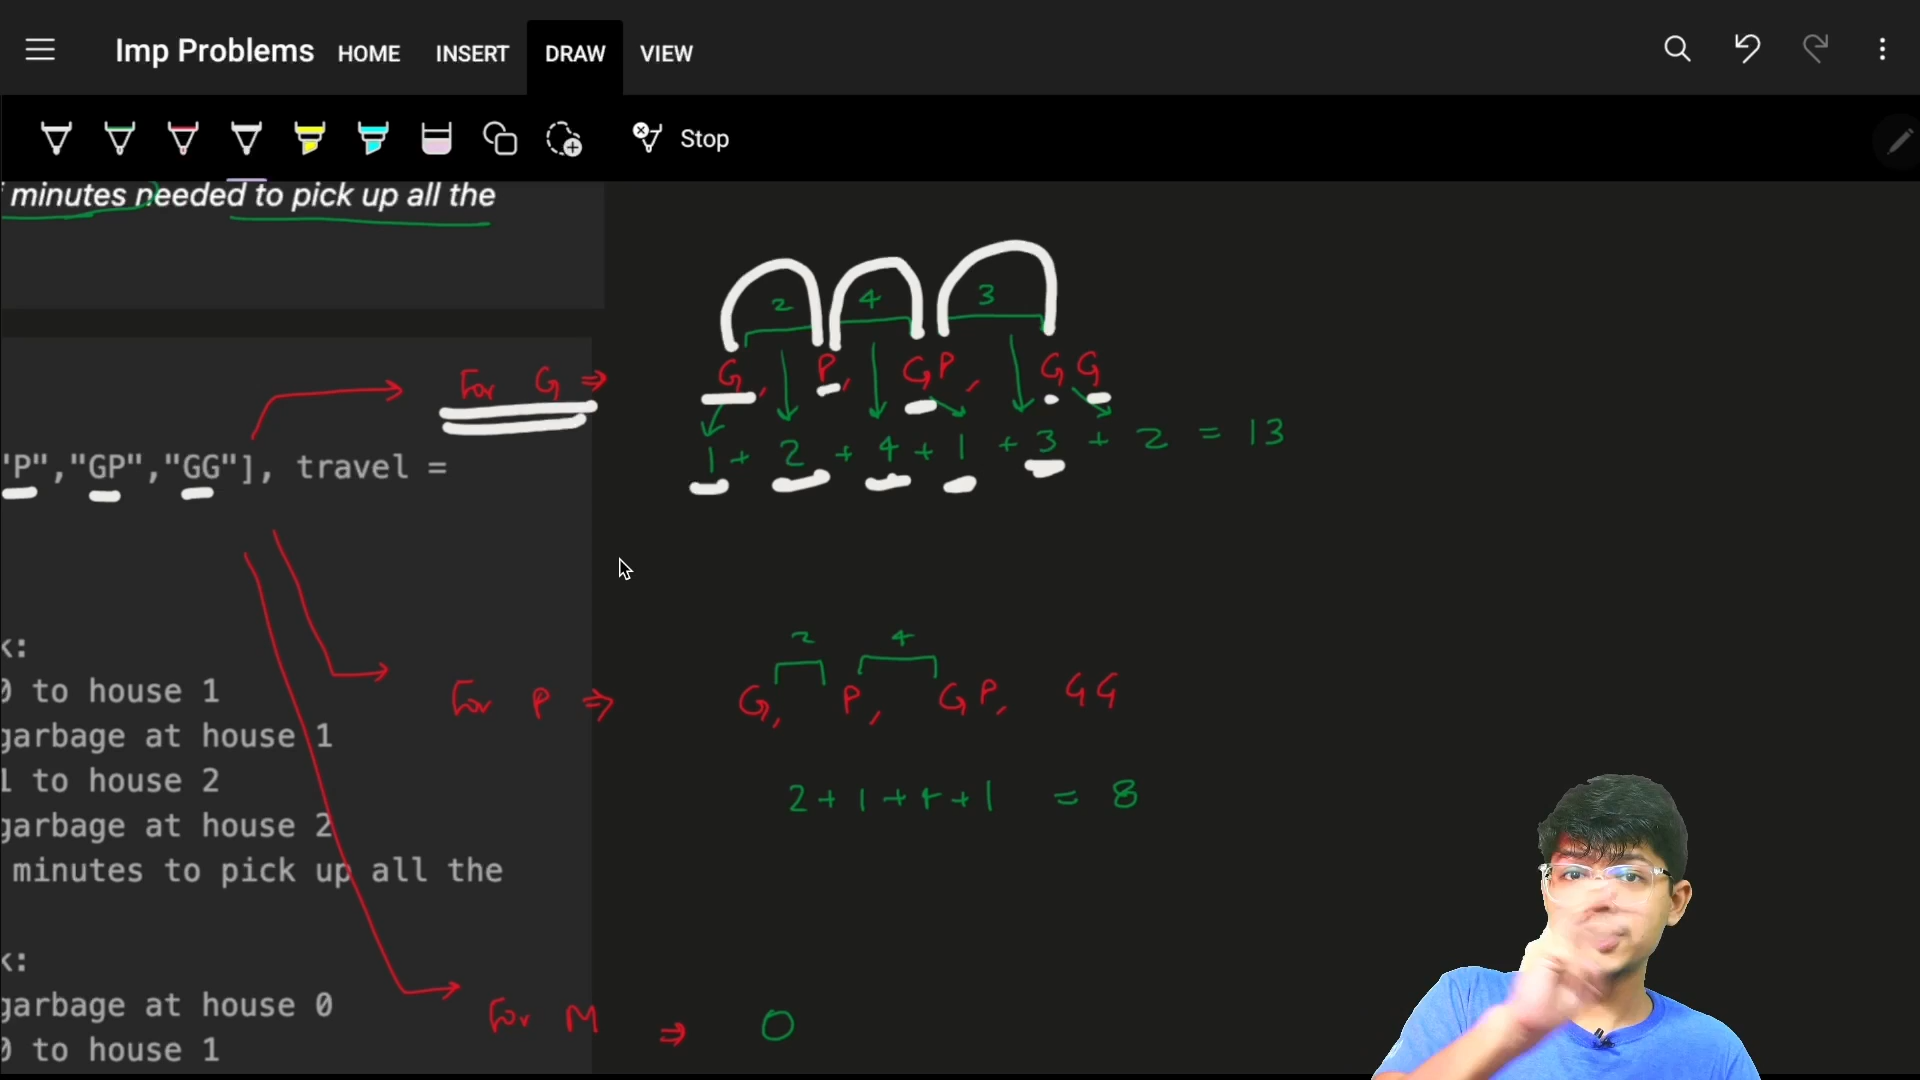 Imp Problems HOME INSERT DRAW VIEW
Stop
minutes needed to pick up all the
2 4 3
For G ⇒ G, P, GP, GG
1 + 2 + 4 + 1 + 3 + 2 = 13
"P","GP","GG"], travel =
k:
0 to house 1
garbage at house 1
1 to house 2
garbage at house 2
minutes to pick up all the
2 4
For P ⇒ G, P, GP, GG
2 + 1 + 4 + 1 = 8
k:
garbage at house 0
0 to house 1
For M ⇒ 0